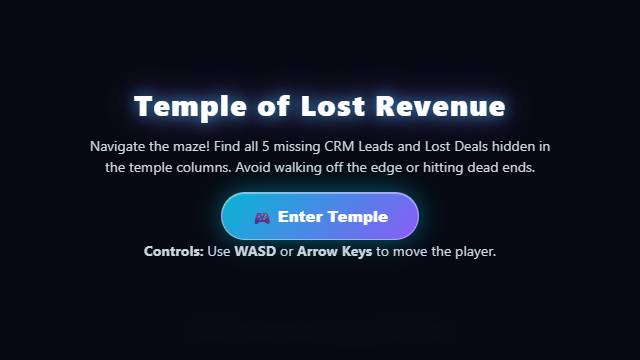 Temple of Lost Revenue
Navigate the maze! Find all 5 missing CRM Leads and Lost Deals hidden in
the temple columns. Avoid walking off the edge or hitting dead ends.
🎮 Enter Temple
Controls: Use WASD or Arrow Keys to move the player.